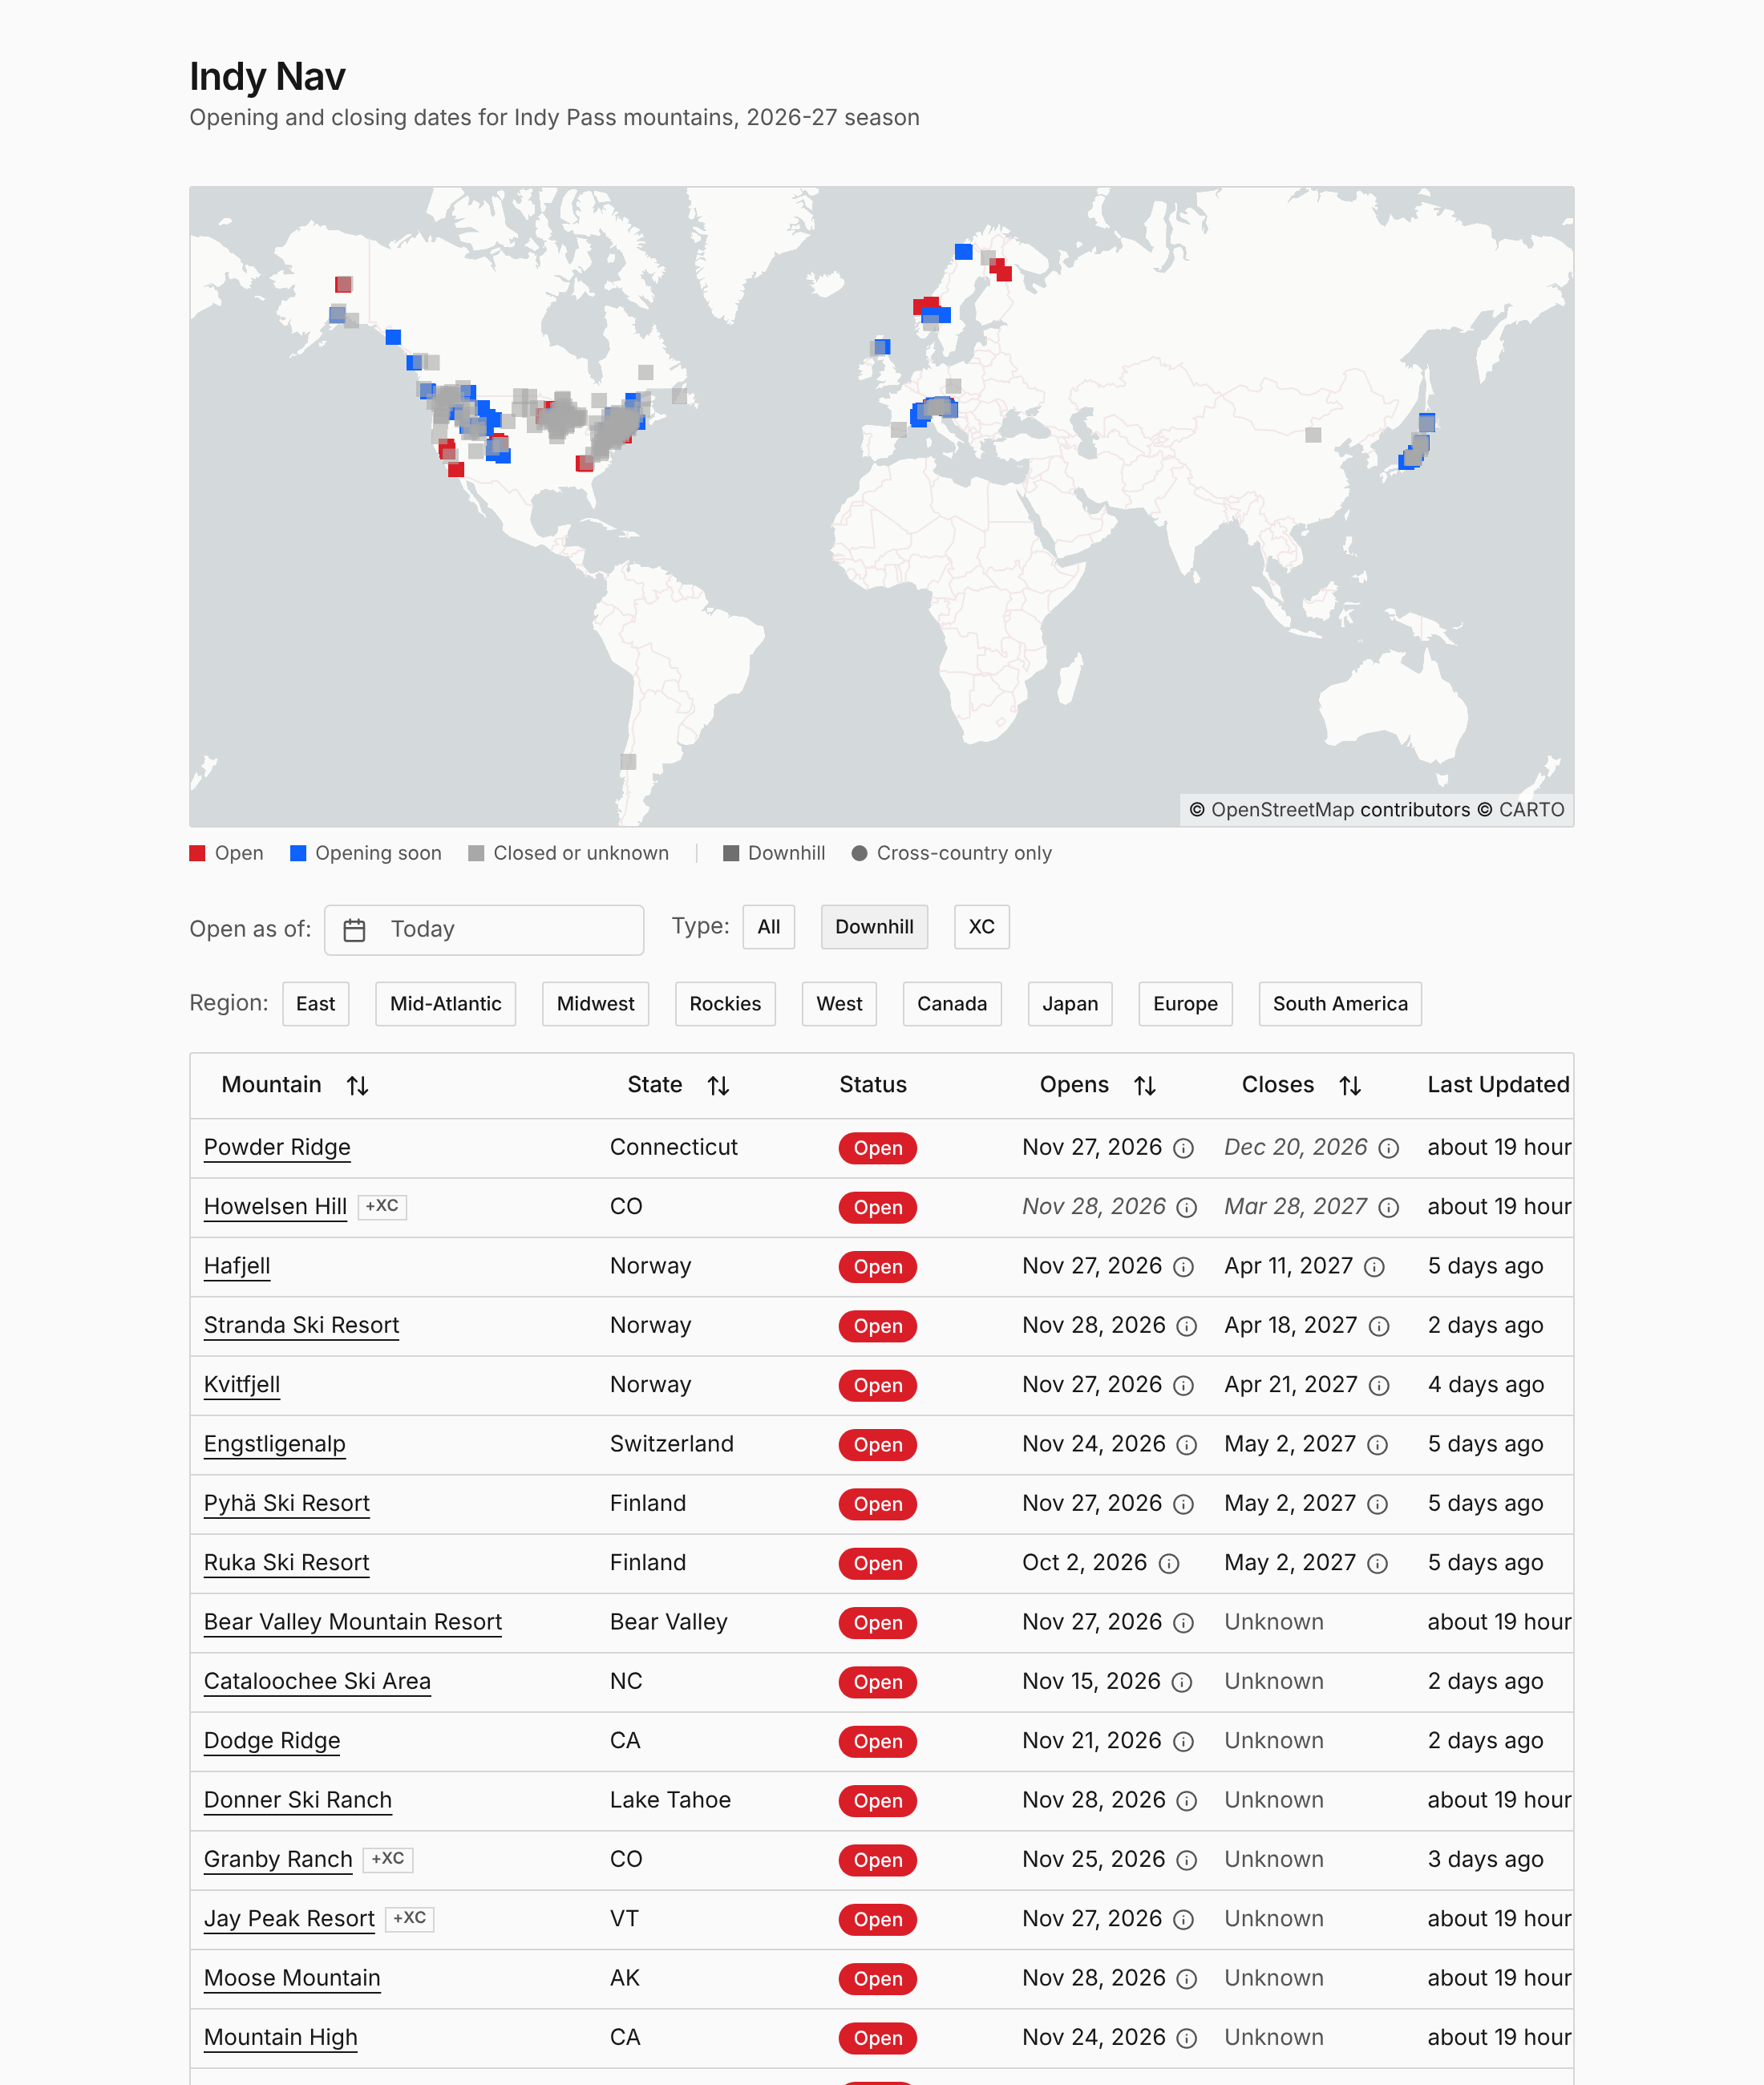 Indy Nav
Opening and closing dates for Indy Pass mountains, 2026-27 season
© OpenStreetMap contributors © CARTO
Open Opening soon Closed or unknown Downhill Cross-country only
Open as of: Today Type: All Downhill XC
Region: East Mid-Atlantic Midwest Rockies West Canada Japan Europe South America
Mountain State Status Opens Closes Last Updated
Powder Ridge Connecticut Open Nov 27, 2026 Dec 20, 2026 about 19 hour
Howelsen Hill +XC CO Open Nov 28, 2026 Mar 28, 2027 about 19 hour
Hafjell Norway Open Nov 27, 2026 Apr 11, 2027 5 days ago
Stranda Ski Resort Norway Open Nov 28, 2026 Apr 18, 2027 2 days ago
Kvitfjell Norway Open Nov 27, 2026 Apr 21, 2027 4 days ago
Engstligenalp Switzerland Open Nov 24, 2026 May 2, 2027 5 days ago
Pyhä Ski Resort Finland Open Nov 27, 2026 May 2, 2027 5 days ago
Ruka Ski Resort Finland Open Oct 2, 2026 May 2, 2027 5 days ago
Bear Valley Mountain Resort Bear Valley Open Nov 27, 2026 Unknown about 19 hour
Cataloochee Ski Area NC Open Nov 15, 2026 Unknown 2 days ago
Dodge Ridge CA Open Nov 21, 2026 Unknown 2 days ago
Donner Ski Ranch Lake Tahoe Open Nov 28, 2026 Unknown about 19 hour
Granby Ranch +XC CO Open Nov 25, 2026 Unknown 3 days ago
Jay Peak Resort +XC VT Open Nov 27, 2026 Unknown about 19 hour
Moose Mountain AK Open Nov 28, 2026 Unknown about 19 hour
Mountain High CA Open Nov 24, 2026 Unknown about 19 hour